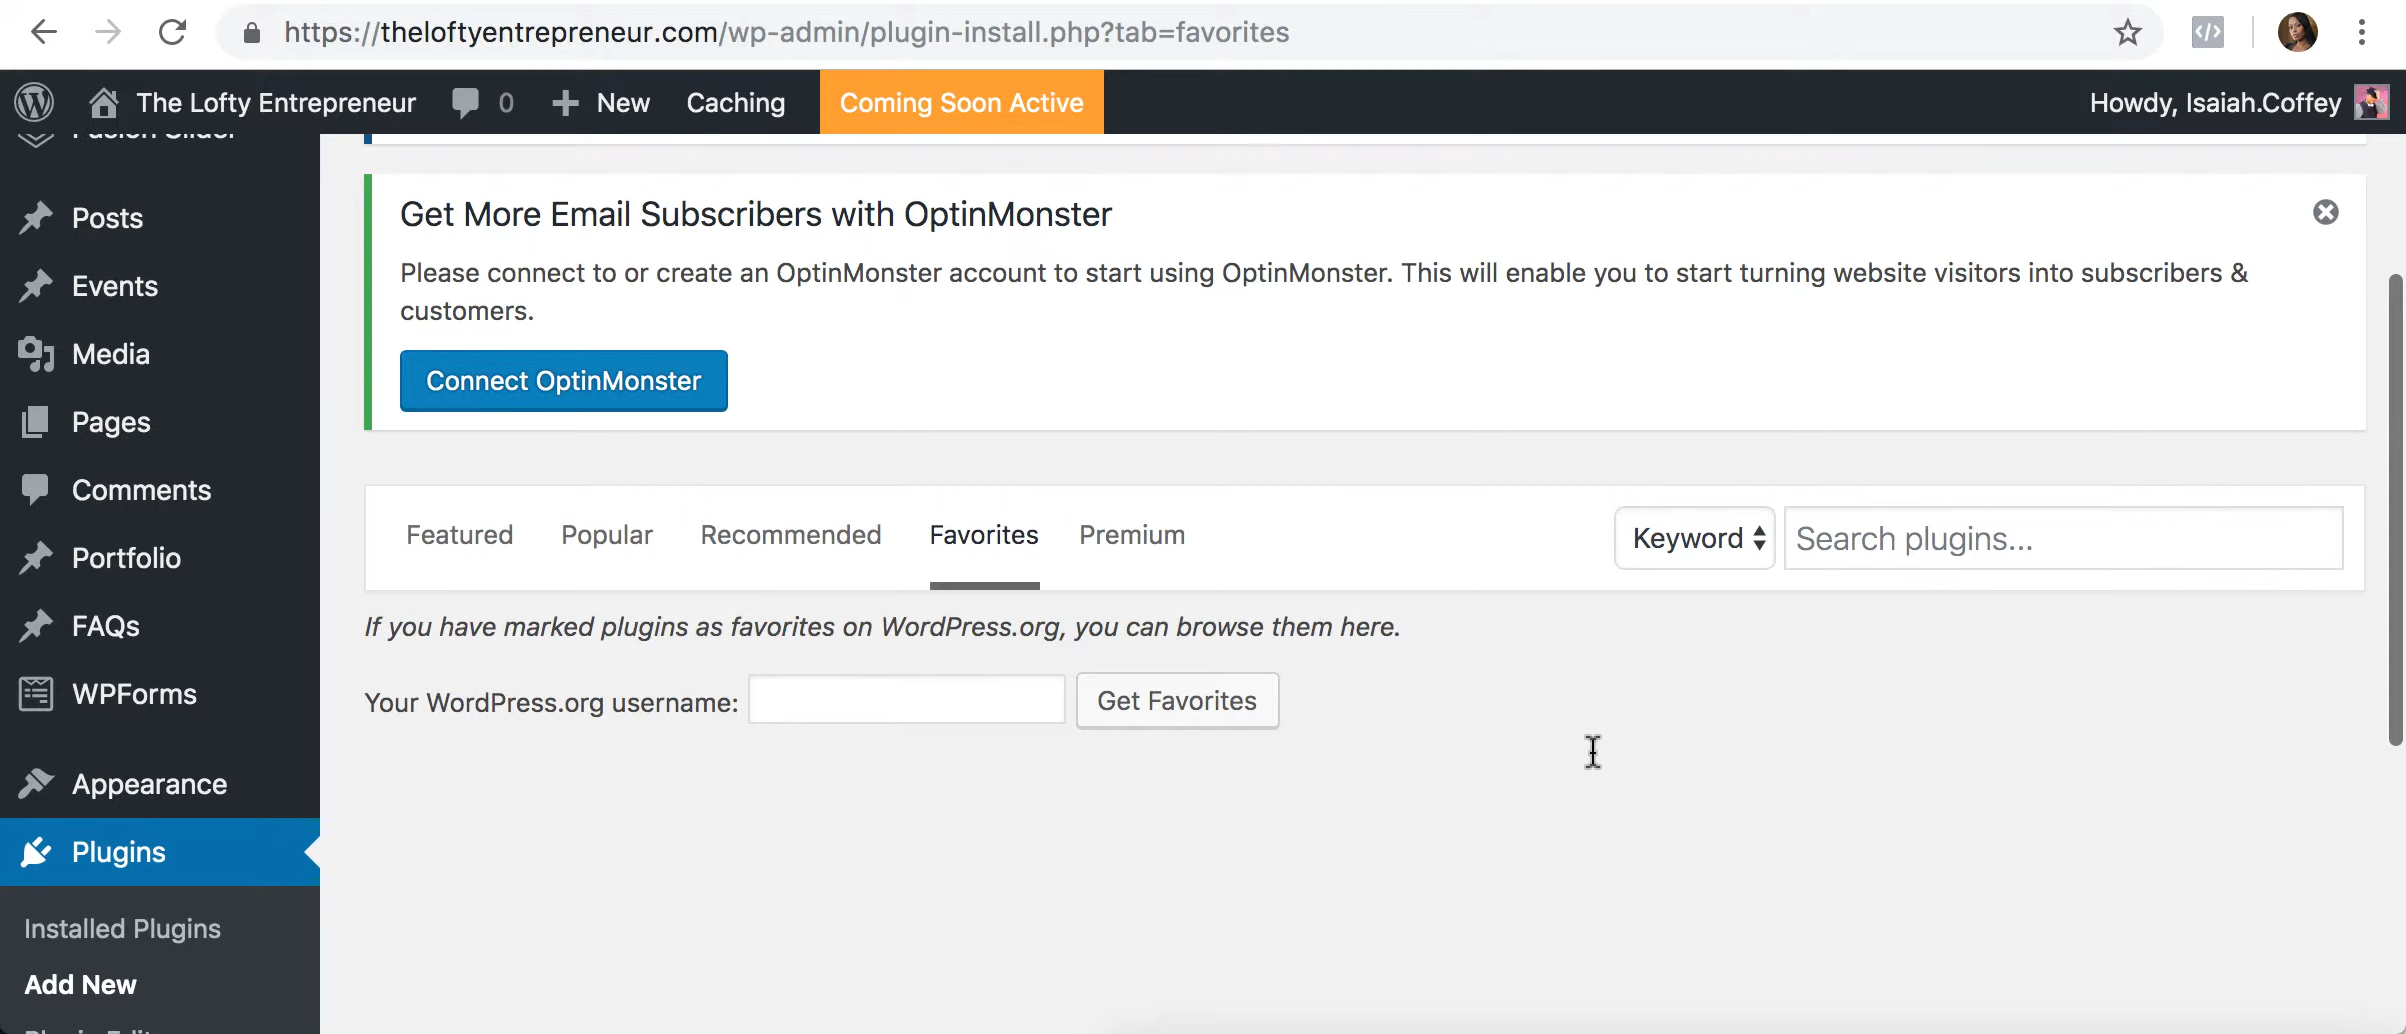 https://theloftyentrepreneur.com/wp-admin/plugin-install.php?tab=favorites
The Lofty Entrepreneur 0 New Caching Coming Soon Active Howdy, Isaiah.Coffey
Fusion Slider
Posts
Events
Media
Pages
Comments
Portfolio
FAQs
WPForms
Appearance
Plugins
Installed Plugins
Add New
Get More Email Subscribers with OptinMonster
Please connect to or create an OptinMonster account to start using OptinMonster. This will enable you to start turning website visitors into subscribers &
customers.
Connect OptinMonster
Featured Popular Recommended Favorites Premium Keyword Search plugins...
If you have marked plugins as favorites on WordPress.org, you can browse them here.
Your WordPress.org username: Get Favorites